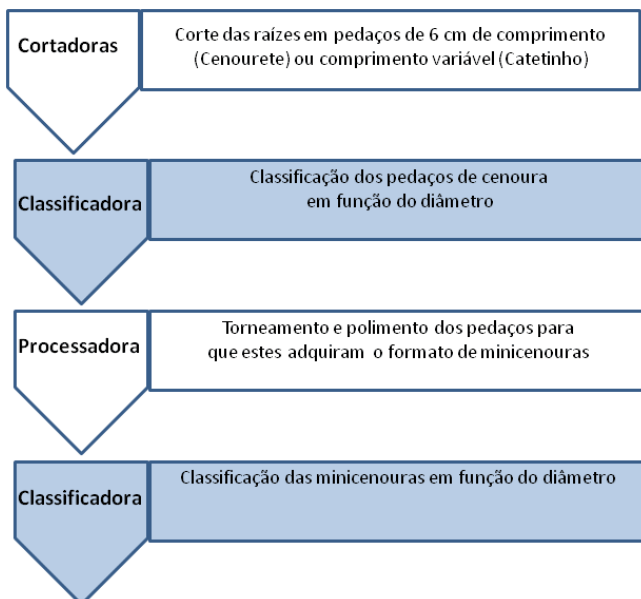 Cortadoras
Corte das raízes em pedaços de 6 cm de comprimento
(Cenourete) ou comprimento variável (Catetinho)
Classificadora
Classificação dos pedaços de cenoura
em função do diâmetro
Processadora
Torneamento e polimento dos pedaços para
que estes adquiram o formato de minicenouras
Classificadora
Classificação das minicenouras em função do diâmetro